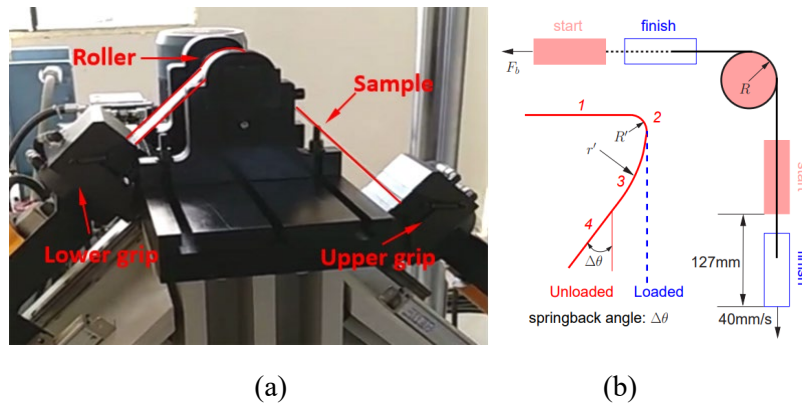 Roller
Sample
Lower grip
Upper grip
(a)
b)
start
finish
F_b
R
1
2
R'
r'
3
4
Δθ
start
127mm
finish
40mm/s
Unloaded Loaded
springback angle: Δθ
(b)